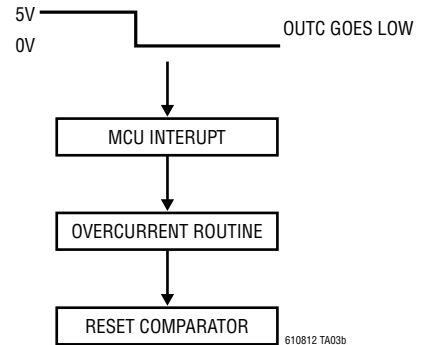 5V
0V
OUTC GOES LOW
MCU INTERUPT
OVERCURRENT ROUTINE
RESET COMPARATOR
610812 TA03b